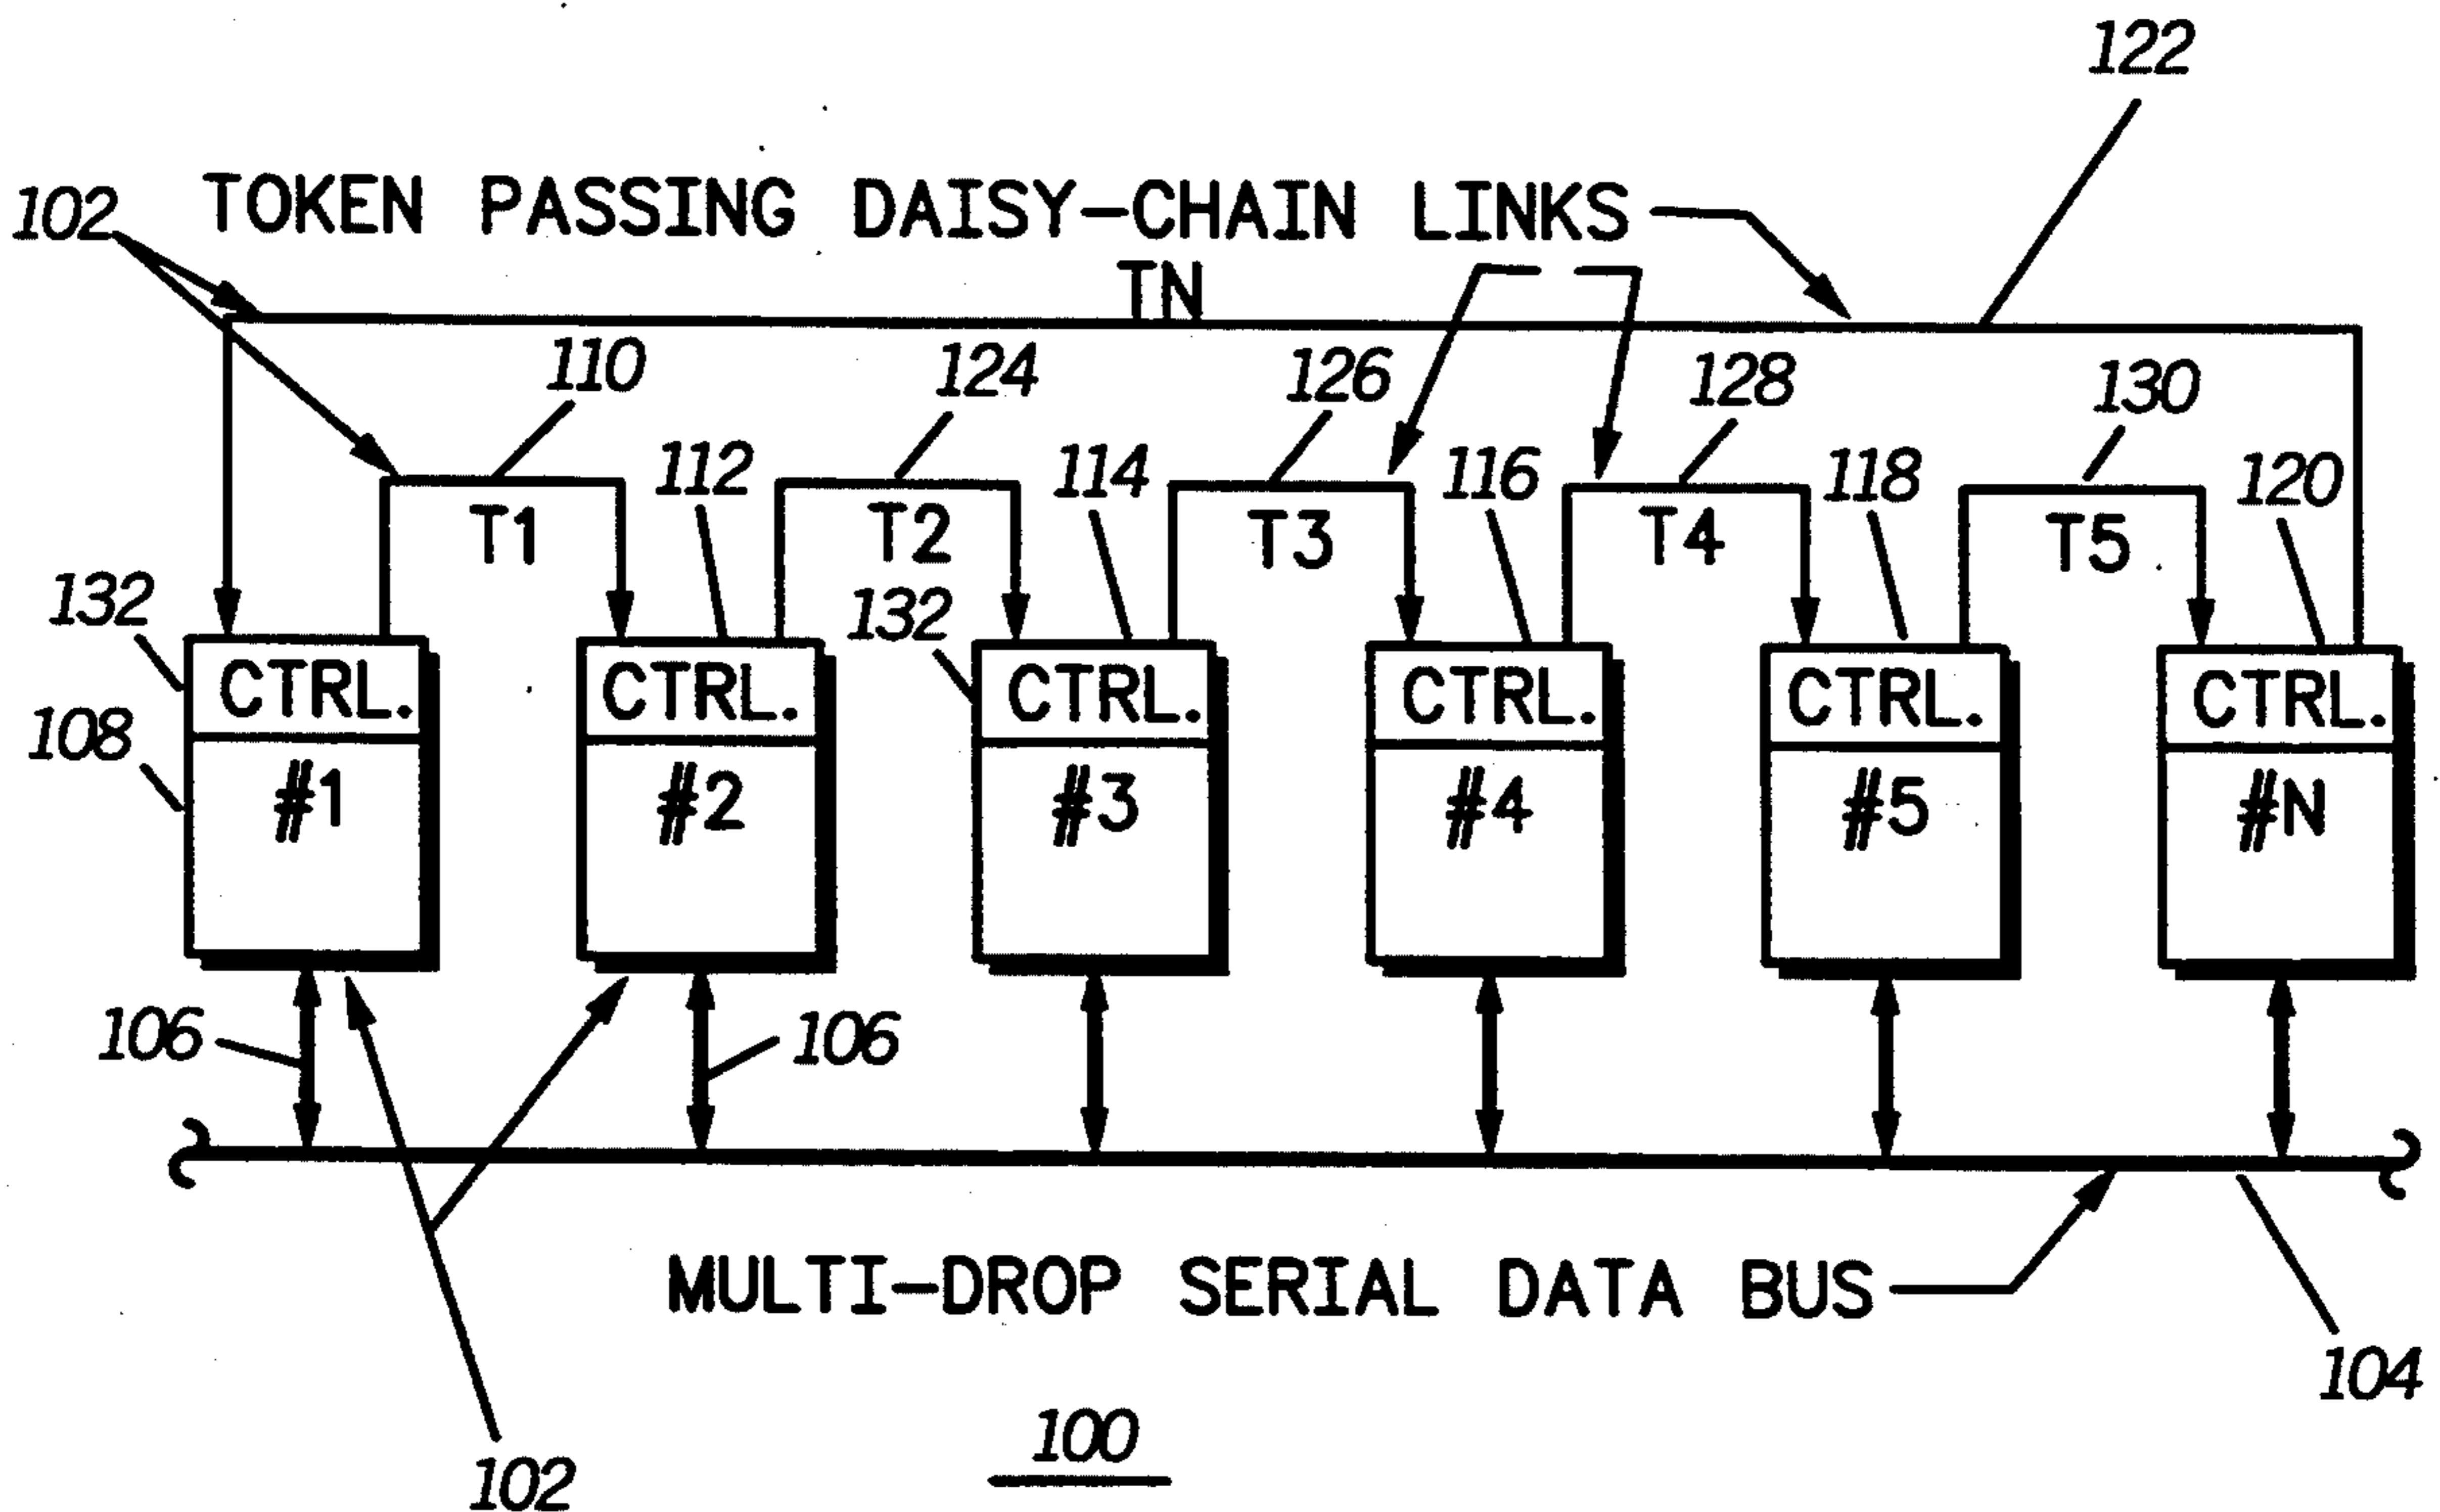 122
102 TOKEN PASSING DAISY-CHAIN LINKS
TN
110 124 126 128 130
112 114 116 118 120
T1 T2 T3 T4 T5
132 132
CTRL. CTRL. CTRL. CTRL. CTRL. CTRL.
108
#1 #2 #3 #4 #5 #N
106 106
MULTI-DROP SERIAL DATA BUS
104
100
102